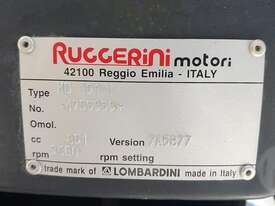 RUGGERINI motori
42100 Reggio Emilia - ITALY
Type
No.
Omol.
cc Version 7A5877
rpm rpm setting
trade mark of LOMBARDINI made in Italy